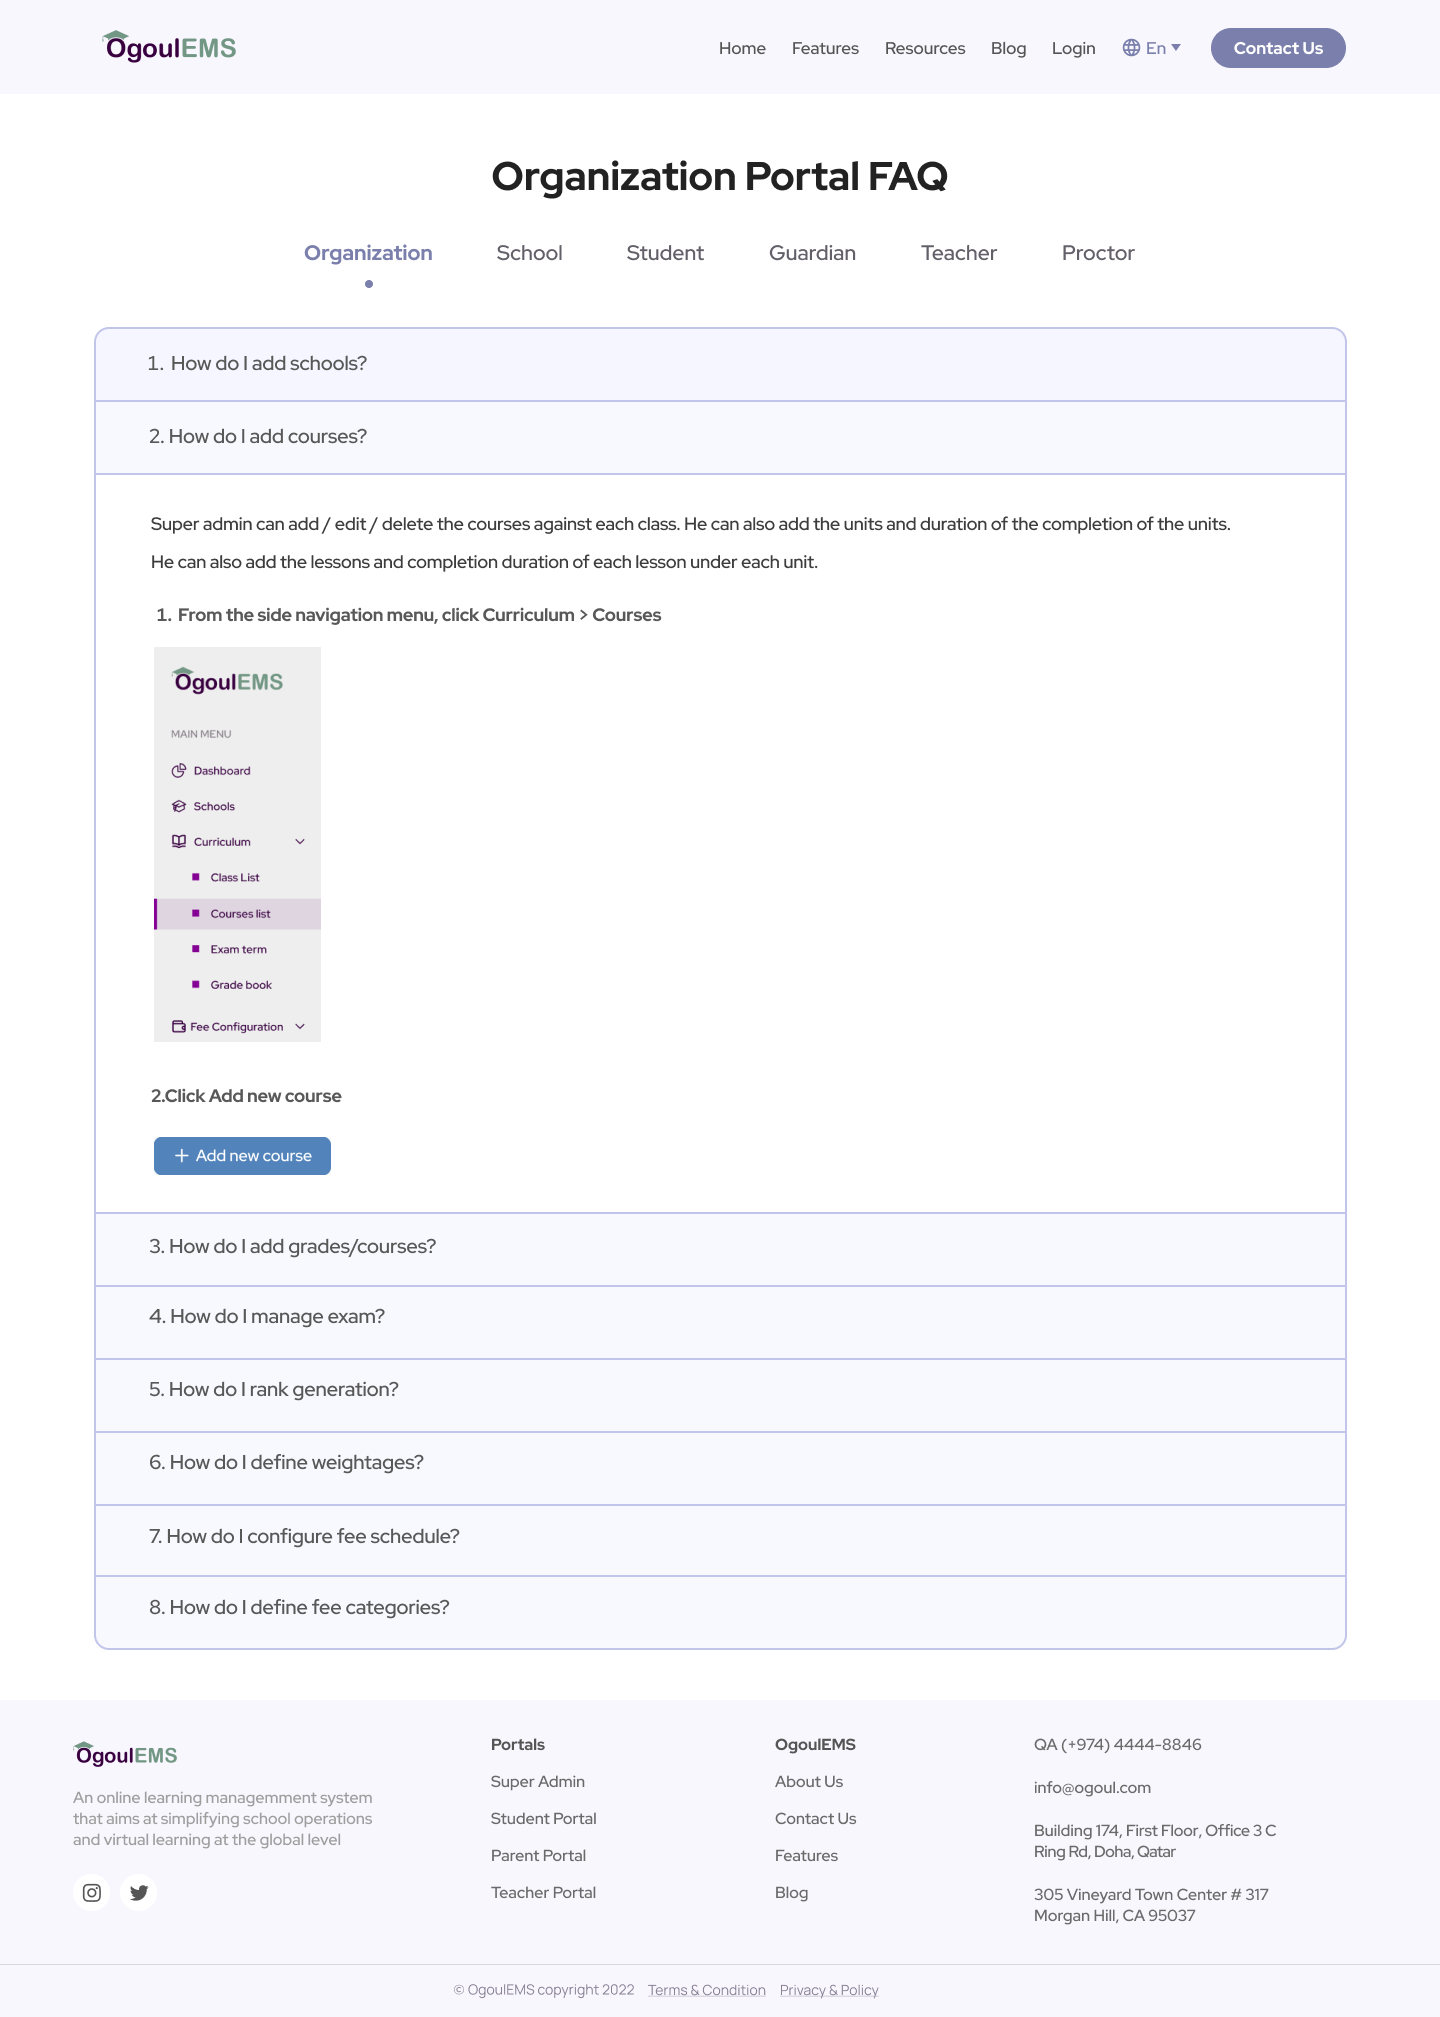 OgoulEMS
Home Features Resources Blog Login En Contact Us
Organization Portal FAQ
Organization School Student Guardian Teacher Proctor
1. How do I add schools?
2. How do I add courses?
Super admin can add / edit / delete the courses against each class. He can also add the units and duration of the completion of the units.
He can also add the lessons and completion duration of each lesson under each unit.
1. From the side navigation menu, click Curriculum > Courses
OgoulEMS
MAIN MENU
Dashboard
Schools
Curriculum
Class List
Courses list
Exam term
Grade book
Fee Configuration
2.Click Add new course
+ Add new course
3. How do I add grades/courses?
4. How do I manage exam?
5. How do I rank generation?
6. How do I define weightages?
7. How do I configure fee schedule?
8. How do I define fee categories?
OgoulEMS
An online learning managemment system
that aims at simplifying school operations
and virtual learning at the global level
Portals
Super Admin
Student Portal
Parent Portal
Teacher Portal
OgoulEMS
About Us
Contact Us
Features
Blog
QA (+974) 4444-8846
info@ogoul.com
Building 174, First Floor, Office 3 C
Ring Rd, Doha, Qatar
305 Vineyard Town Center # 317
Morgan Hill, CA 95037
© OgoulEMS copyright 2022 Terms & Condition Privacy & Policy